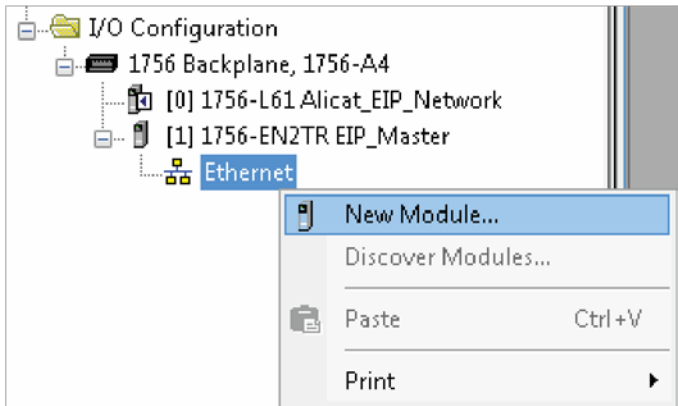 I/O Configuration
1756 Backplane, 1756-A4
[0] 1756-L61 Alicat_EIP_Network
[1] 1756-EN2TR EIP_Master
Ethernet
New Module...
Discover Modules...
Paste Ctrl+V
Print